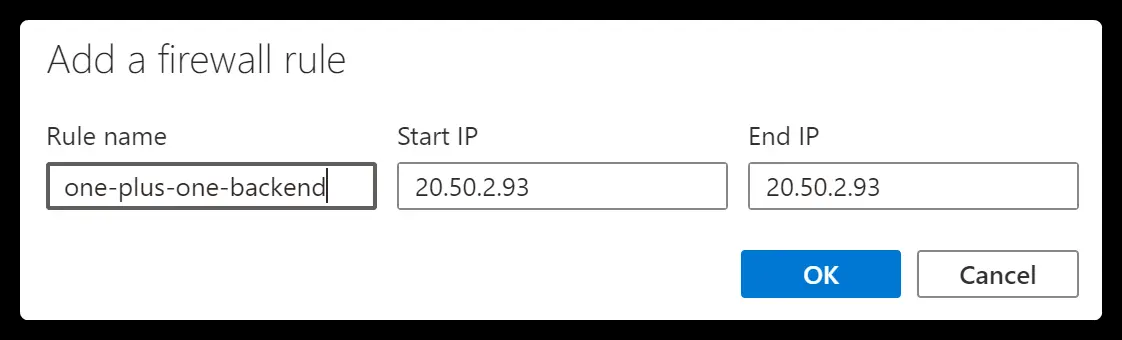 Add a firewall rule
Rule name Start IP End IP
one-plus-one-backend 20.50.2.93 20.50.2.93
OK Cancel